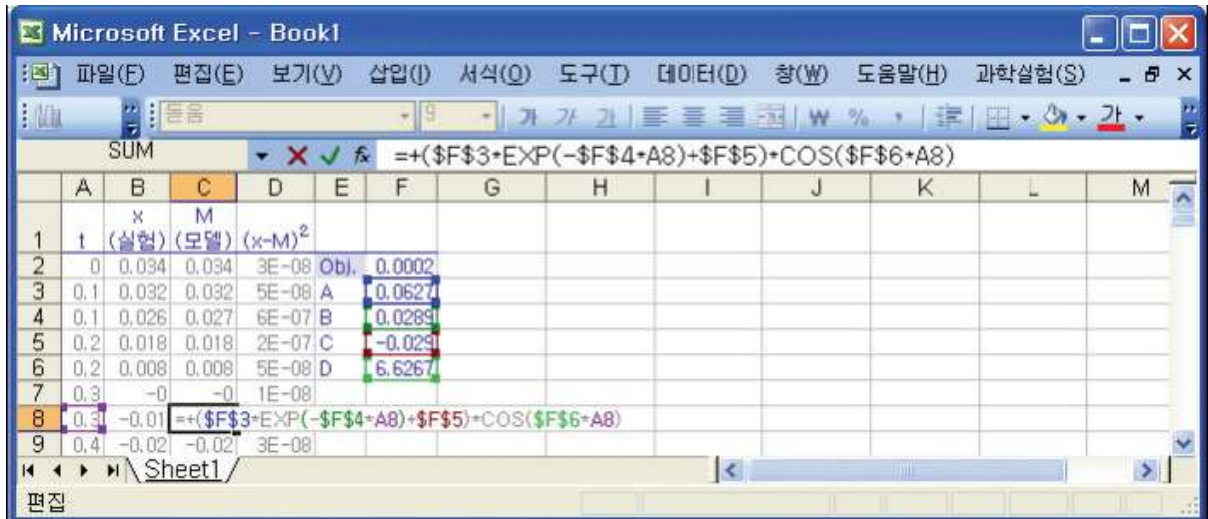 Microsoft Excel - Book1
파일(F) 편집(E) 보기(V) 삽입(I) 서식(O) 도구(T) 데이터(D) 창(W) 도움말(H) 과학실험(S)
돋움 9 가 가 가 ₩ % , 가
SUM =+($F$3*EXP(-$F$4*A8)+$F$5)*COS($F$6*A8)
A B C D E F G H I J K L M
x M
1 t (실험) (모델) (x-M)²
2 0 0.034 0.034 3E-08 Obj. 0.0002
3 0.1 0.032 0.032 5E-08 A 0.0627
4 0.1 0.026 0.027 6E-07 B 0.0289
5 0.2 0.018 0.018 2E-07 C -0.029
6 0.2 0.008 0.008 5E-08 D 6.6267
7 0.3 -0 -0 1E-08
8 0.3 -0.01 =+($F$3*EXP(-$F$4*A8)+$F$5)*COS($F$6*A8)
9 0.4 -0.02 -0.02 3E-08
Sheet1
편집